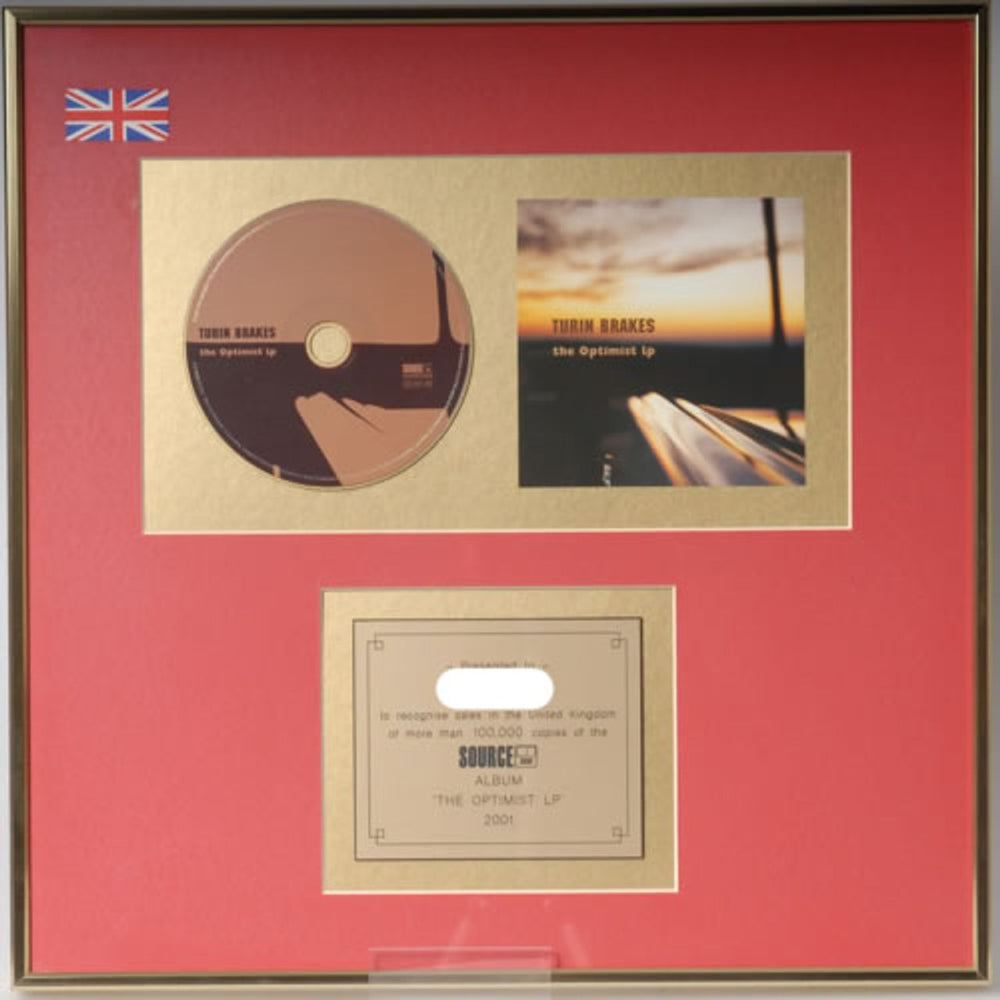 TURIN BRAKES
the Optimist Lp
SOURCE
TURIN BRAKES
the Optimist Lp
Presented to
to recognise sales in the United Kingdom
of more than 100,000 copies of the
SOURCE
ALBUM
'THE OPTIMIST LP'
2001